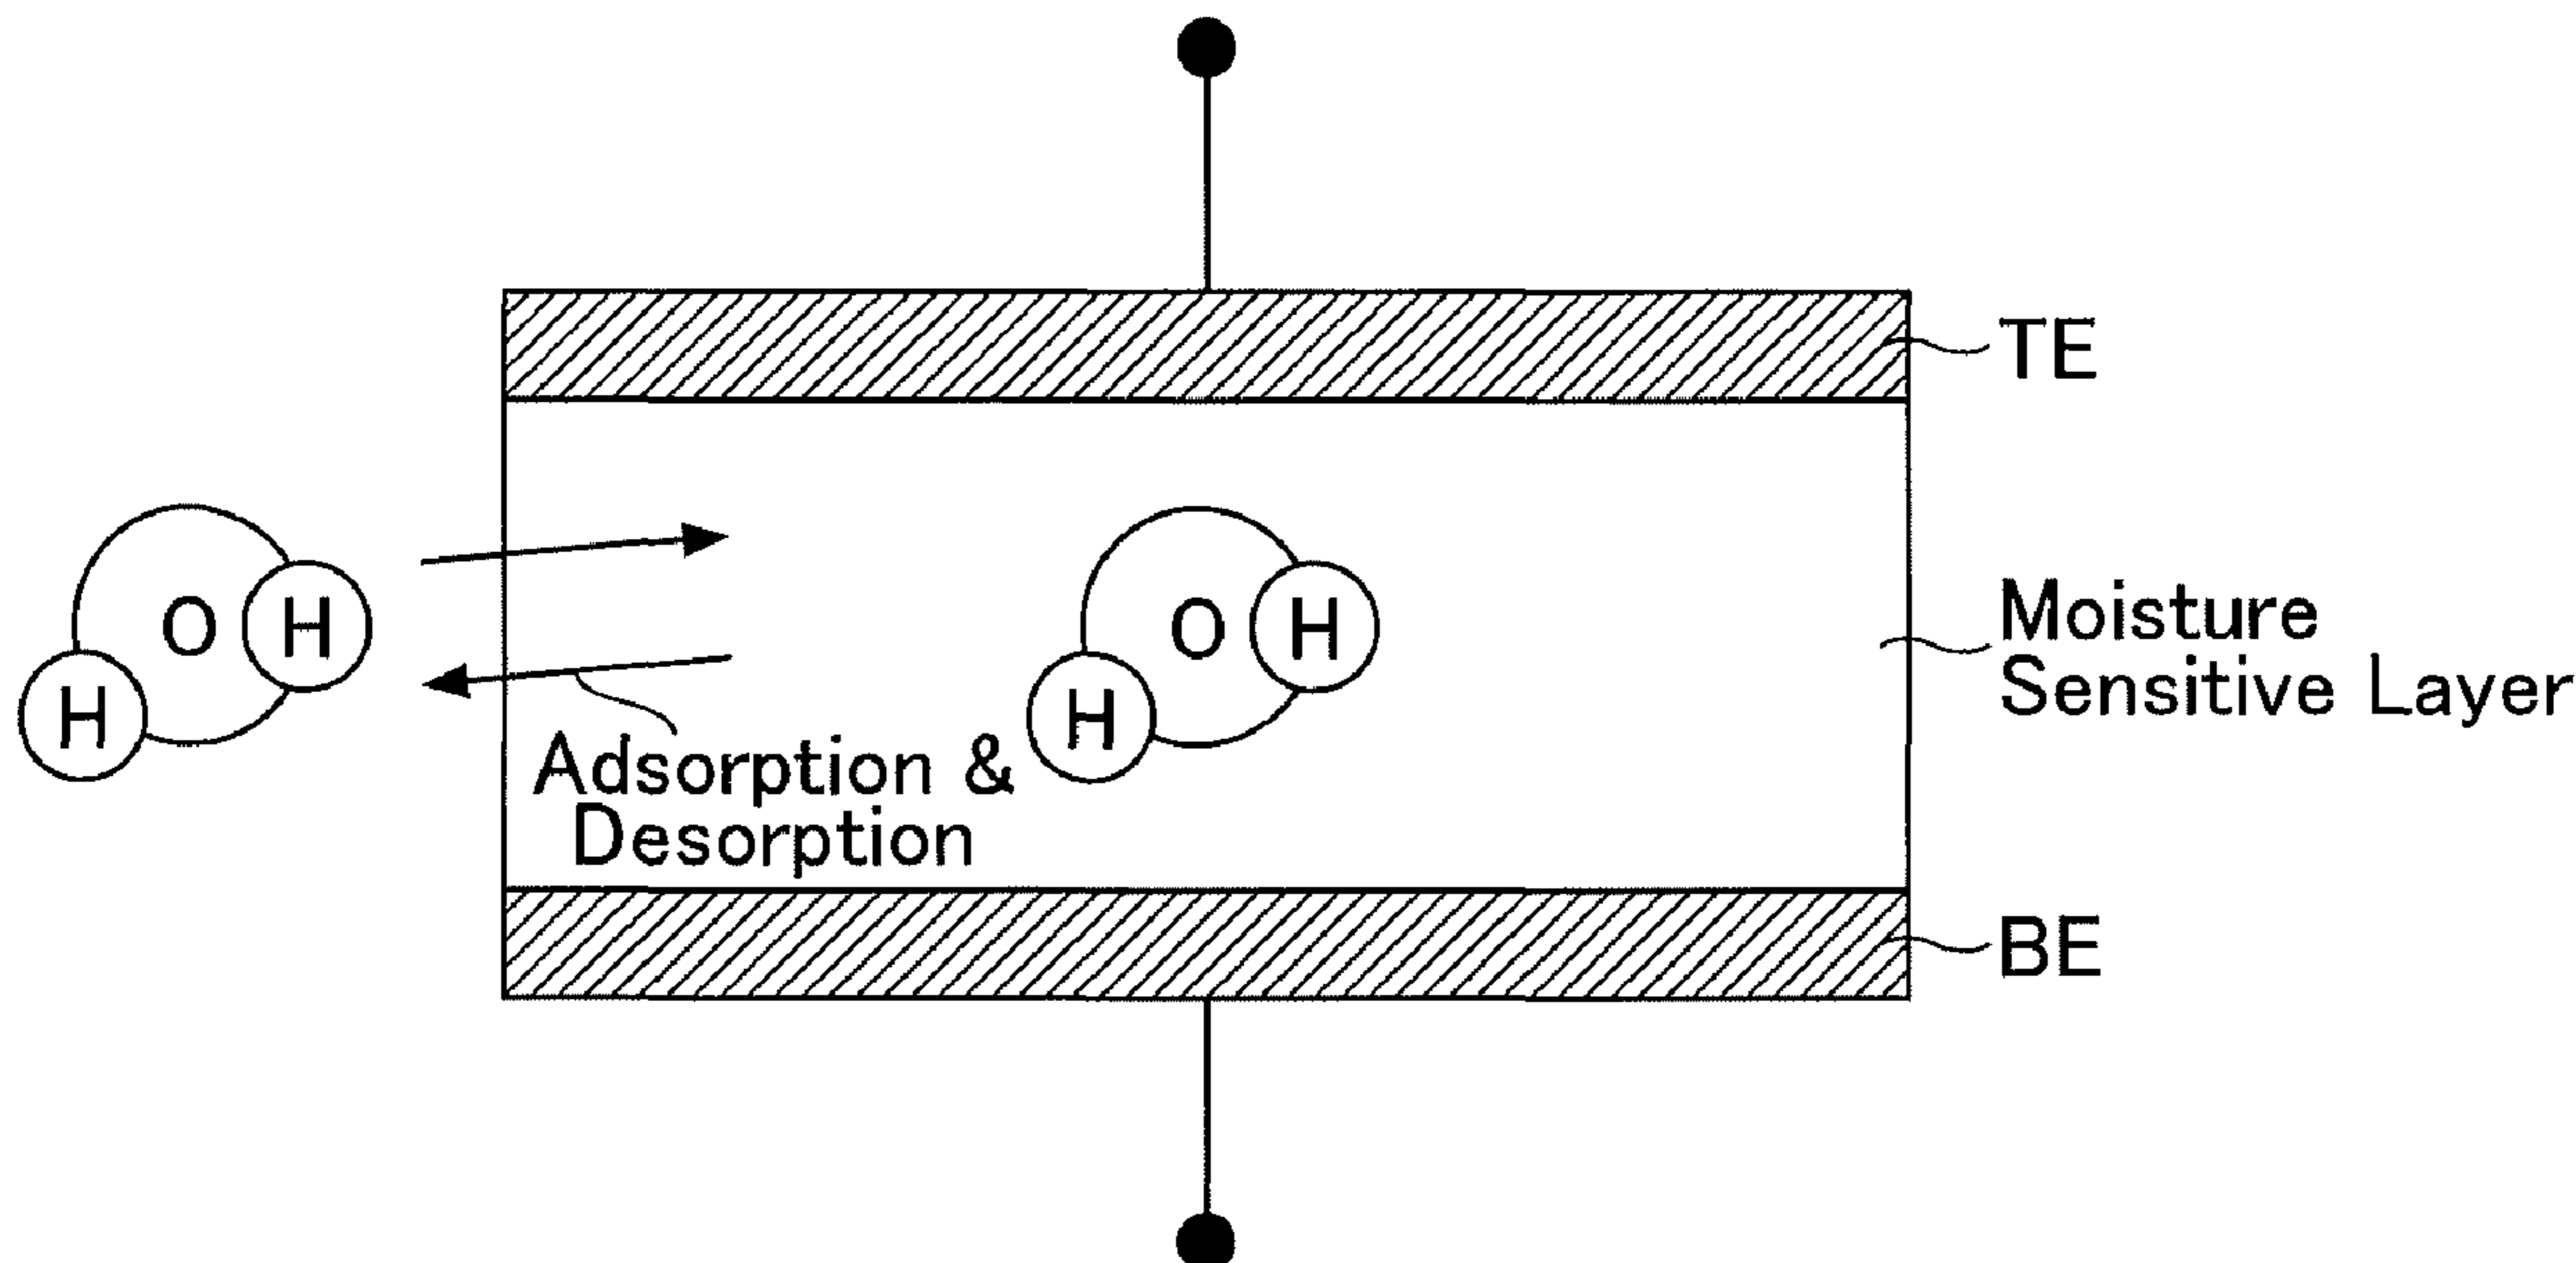 TE
O
H
H
O
H
H
Moisture
Sensitive Layer
Adsorption &
Desorption
BE